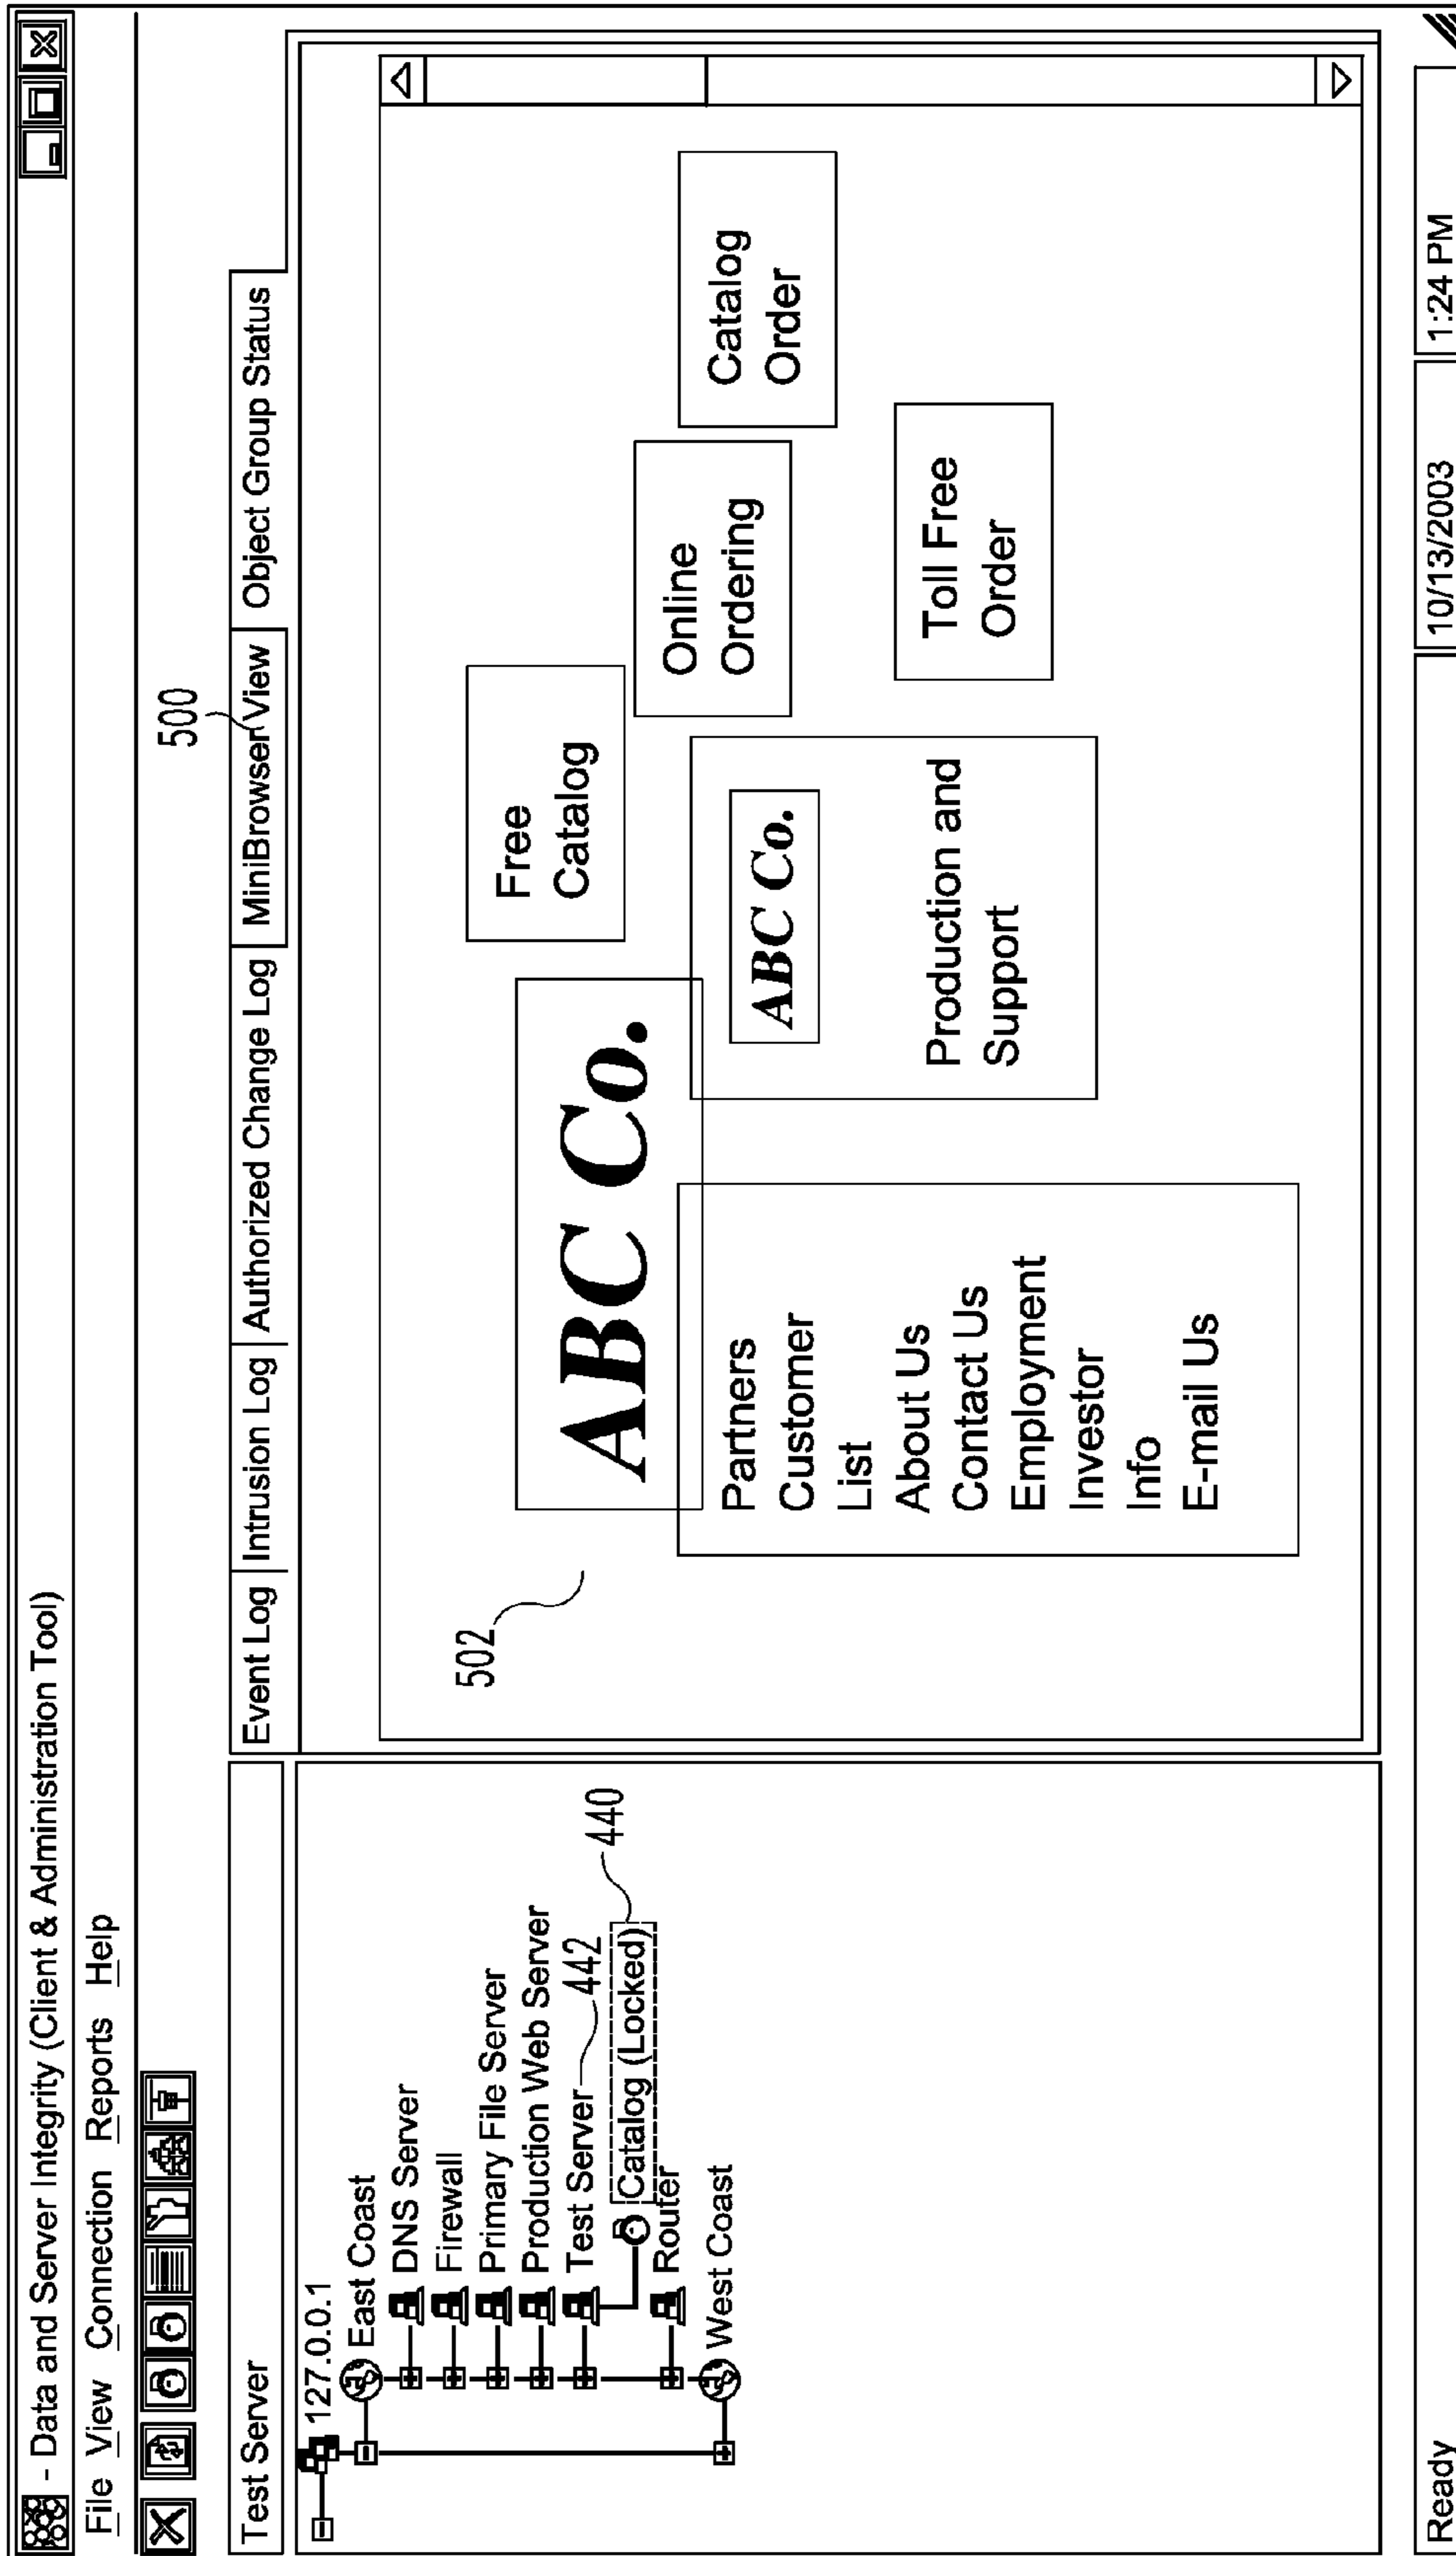 - Data and Server Integrity (Client & Administration Tool)
File View Connection Reports Help
Test Server
127.0.0.1
East Coast
DNS Server
Firewall
Primary File Server
Production Web Server
Test Server
442
Catalog (Locked)
440
Router
West Coast
500
Event Log
Intrusion Log
Authorized Change Log
MiniBrowser View
Object Group Status
502
ABC Co.
Partners
Customer
List
About Us
Contact Us
Employment
Investor
Info
E-mail Us
Free
Catalog
ABC Co.
Production and
Support
Online
Ordering
Catalog
Order
Toll Free
Order
Ready
10/13/2003
1:24 PM